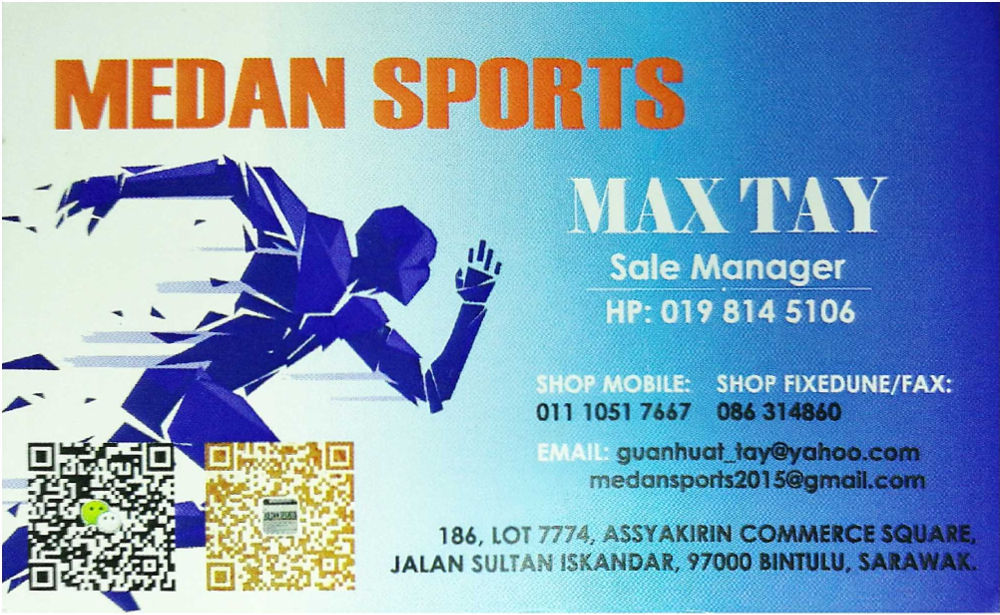 MEDAN SPORTS
MAX TAY
Sale Manager
HP: 019 814 5106
SHOP MOBILE: SHOP FIXEDLINE/FAX:
011 1051 7667 086 314860
EMAIL: guanhuat_tay@yahoo.com
medansports2015@gmail.com
186, LOT 7774, ASSYAKIRIN COMMERCE SQUARE,
JALAN SULTAN ISKANDAR, 97000 BINTULU, SARAWAK.